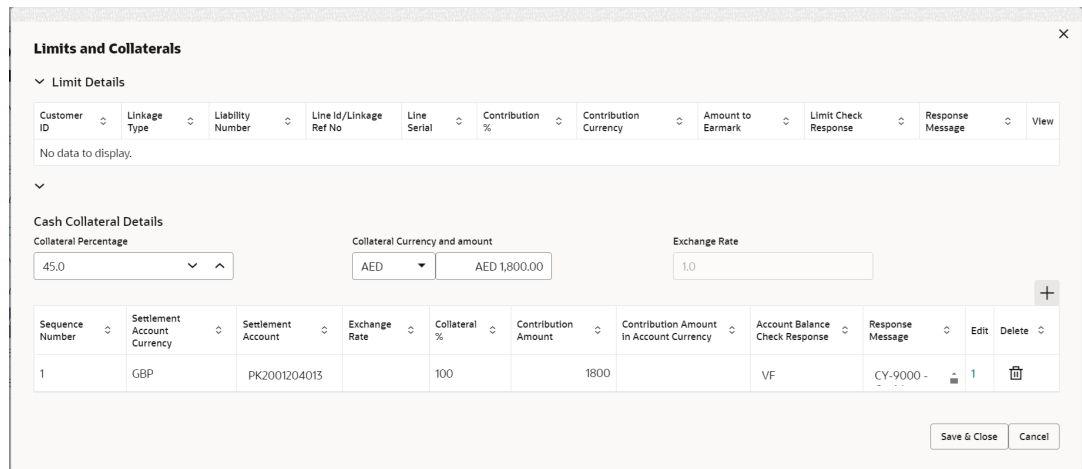 Limits and Collaterals
Limit Details
Customer ID
Linkage Type
Liability Number
Line Id/Linkage Ref No
Line Serial
Contribution %
Contribution Currency
Amount to Earmark
Limit Check Response
Response Message
View
No data to display.
Cash Collateral Details
Collateral Percentage
Collateral Currency and amount
Exchange Rate
45.0
AED
AED 1,800.00
1.0
Sequence Number
Settlement Account Currency
Settlement Account
Exchange Rate
Collateral %
Contribution Amount
Contribution Amount in Account Currency
Account Balance Check Response
Response Message
Edit
Delete
1
GBP
PK2001204013
100
1800
VF
CY-9000 -
1
Save & Close
Cancel